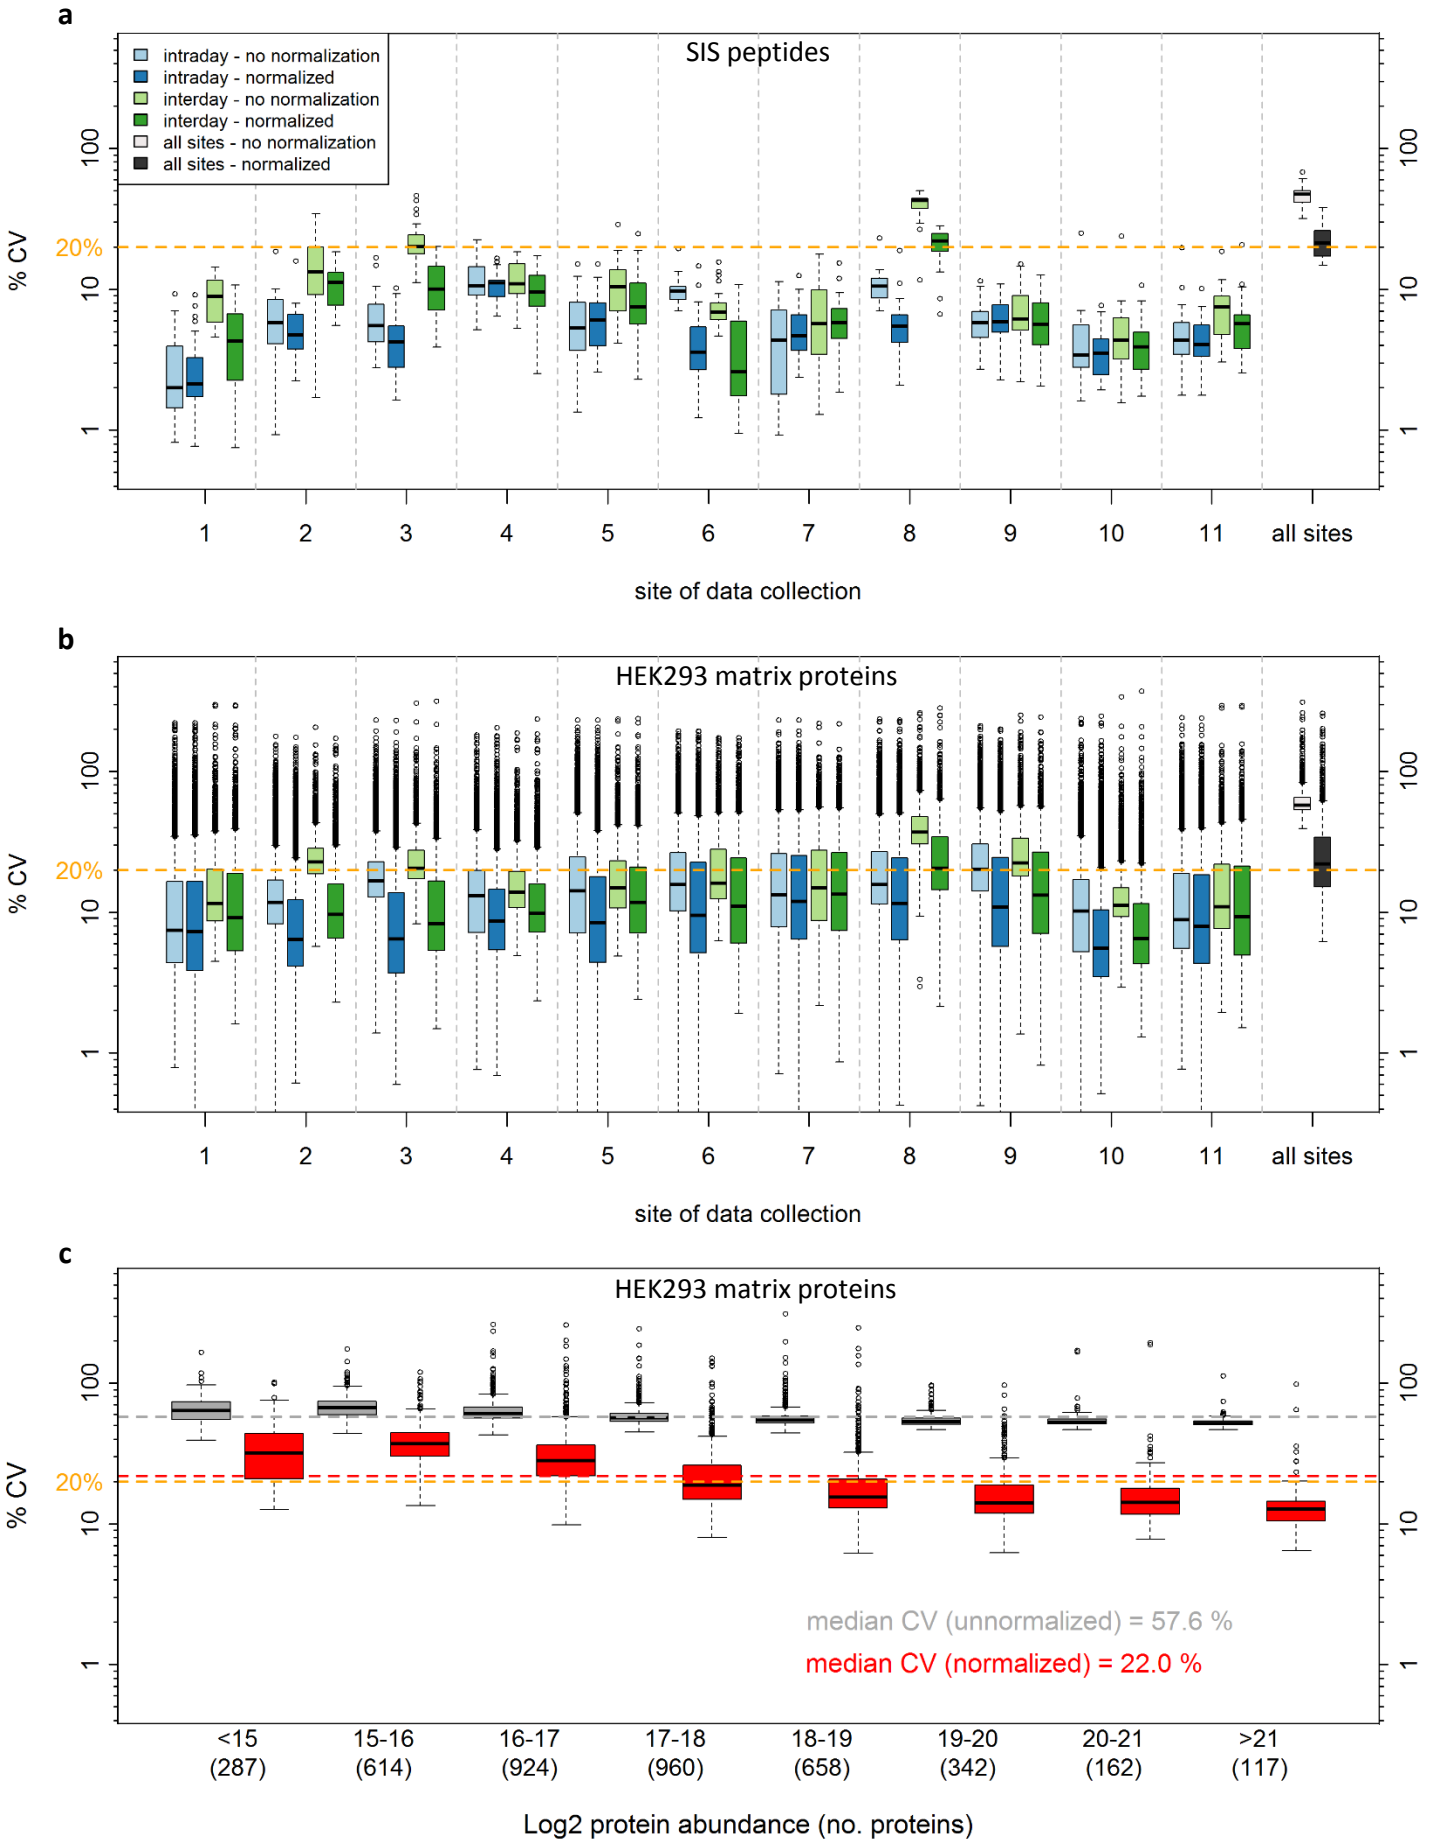 a
SIS peptides
intraday - no normalization
intraday - normalized
interday - no normalization
interday - normalized
all sites - no normalization
all sites - normalized
% CV
100
20%
10
1
100
10
1
1 2 3 4 5 6 7 8 9 10 11 all sites
site of data collection
b
HEK293 matrix proteins
% CV
100
20%
10
1
100
10
1
1 2 3 4 5 6 7 8 9 10 11 all sites
site of data collection
c
HEK293 matrix proteins
% CV
100
20%
10
1
100
10
1
median CV (unnormalized) = 57.6 %
median CV (normalized) = 22.0 %
<15 15-16 16-17 17-18 18-19 19-20 20-21 >21
(287) (614) (924) (960) (658) (342) (162) (117)
Log2 protein abundance (no. proteins)